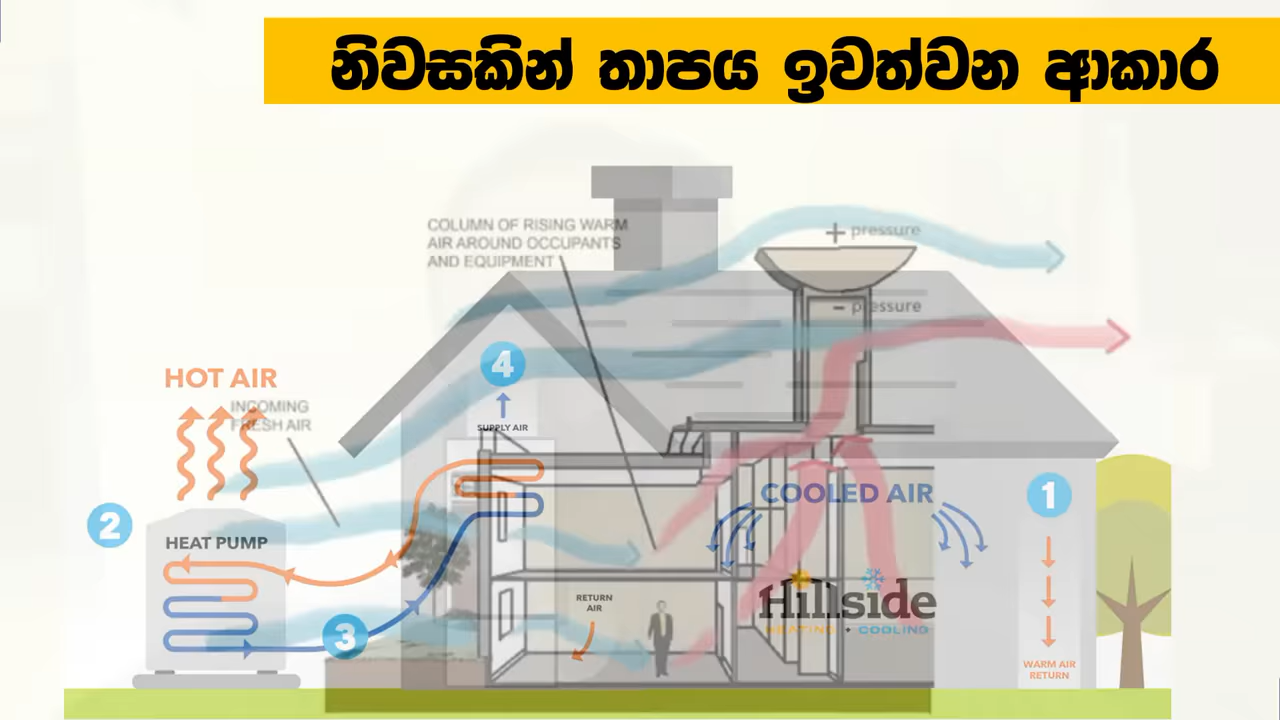 නිවසකින් තාපය ඉවත්වන ආකාර
COLUMN OF RISING WARM
AIR AROUND OCCUPANTS
AND EQUIPMENT
+ pressure
- pressure
HOT AIR
INCOMING
FRESH AIR
4
SUPPLY AIR
COOLED AIR
1
2
HEAT PUMP
RETURN
AIR
Hillside
HEATING + COOLING
3
WARM AIR
RETURN